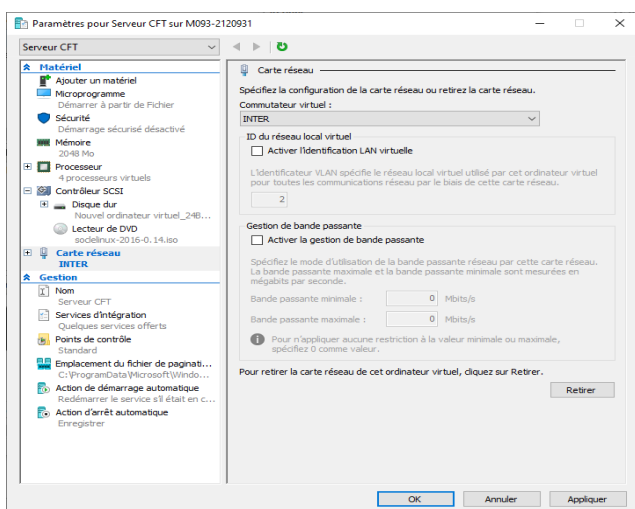 Paramètres pour Serveur CFT sur M093-2120931
Serveur CFT
Matériel
Ajouter un matériel
Microprogramme
Démarrer à partir de Fichier
Sécurité
Démarrage sécurisé désactivé
Mémoire
2048 Mo
Processeur
4 processeurs virtuels
Contrôleur SCSI
Disque dur
Nouvel ordinateur virtuel_24B...
Lecteur de DVD
sodelinux-2016-0.14.iso
Carte réseau
INTER
Gestion
Nom
Serveur CFT
Services d'intégration
Quelques services offerts
Points de contrôle
Standard
Emplacement du fichier de paginati...
C:\ProgramData\Microsoft\Windo...
Action de démarrage automatique
Redémarrer le service s'il était en c...
Action d'arrêt automatique
Enregistrer
Carte réseau
Spécifiez la configuration de la carte réseau ou retirez la carte réseau.
Commutateur virtuel :
INTER
ID du réseau local virtuel
Activer l'identification LAN virtuelle
L'identificateur VLAN spécifie le réseau local virtuel utilisé par cet ordinateur virtuel
pour toutes les communications réseau par le biais de cette carte réseau.
2
Gestion de bande passante
Activer la gestion de bande passante
Spécifiez le mode d'utilisation de la bande passante réseau par cette carte réseau.
La bande passante maximale et la bande passante minimale sont mesurées en
mégabits par seconde.
Bande passante minimale : 0 Mbits/s
Bande passante maximale : 0 Mbits/s
Pour n'appliquer aucune restriction à la valeur minimale ou maximale,
spécifiez 0 comme valeur.
Pour retirer la carte réseau de cet ordinateur virtuel, cliquez sur Retirer.
Retirer
OK Annuler Appliquer